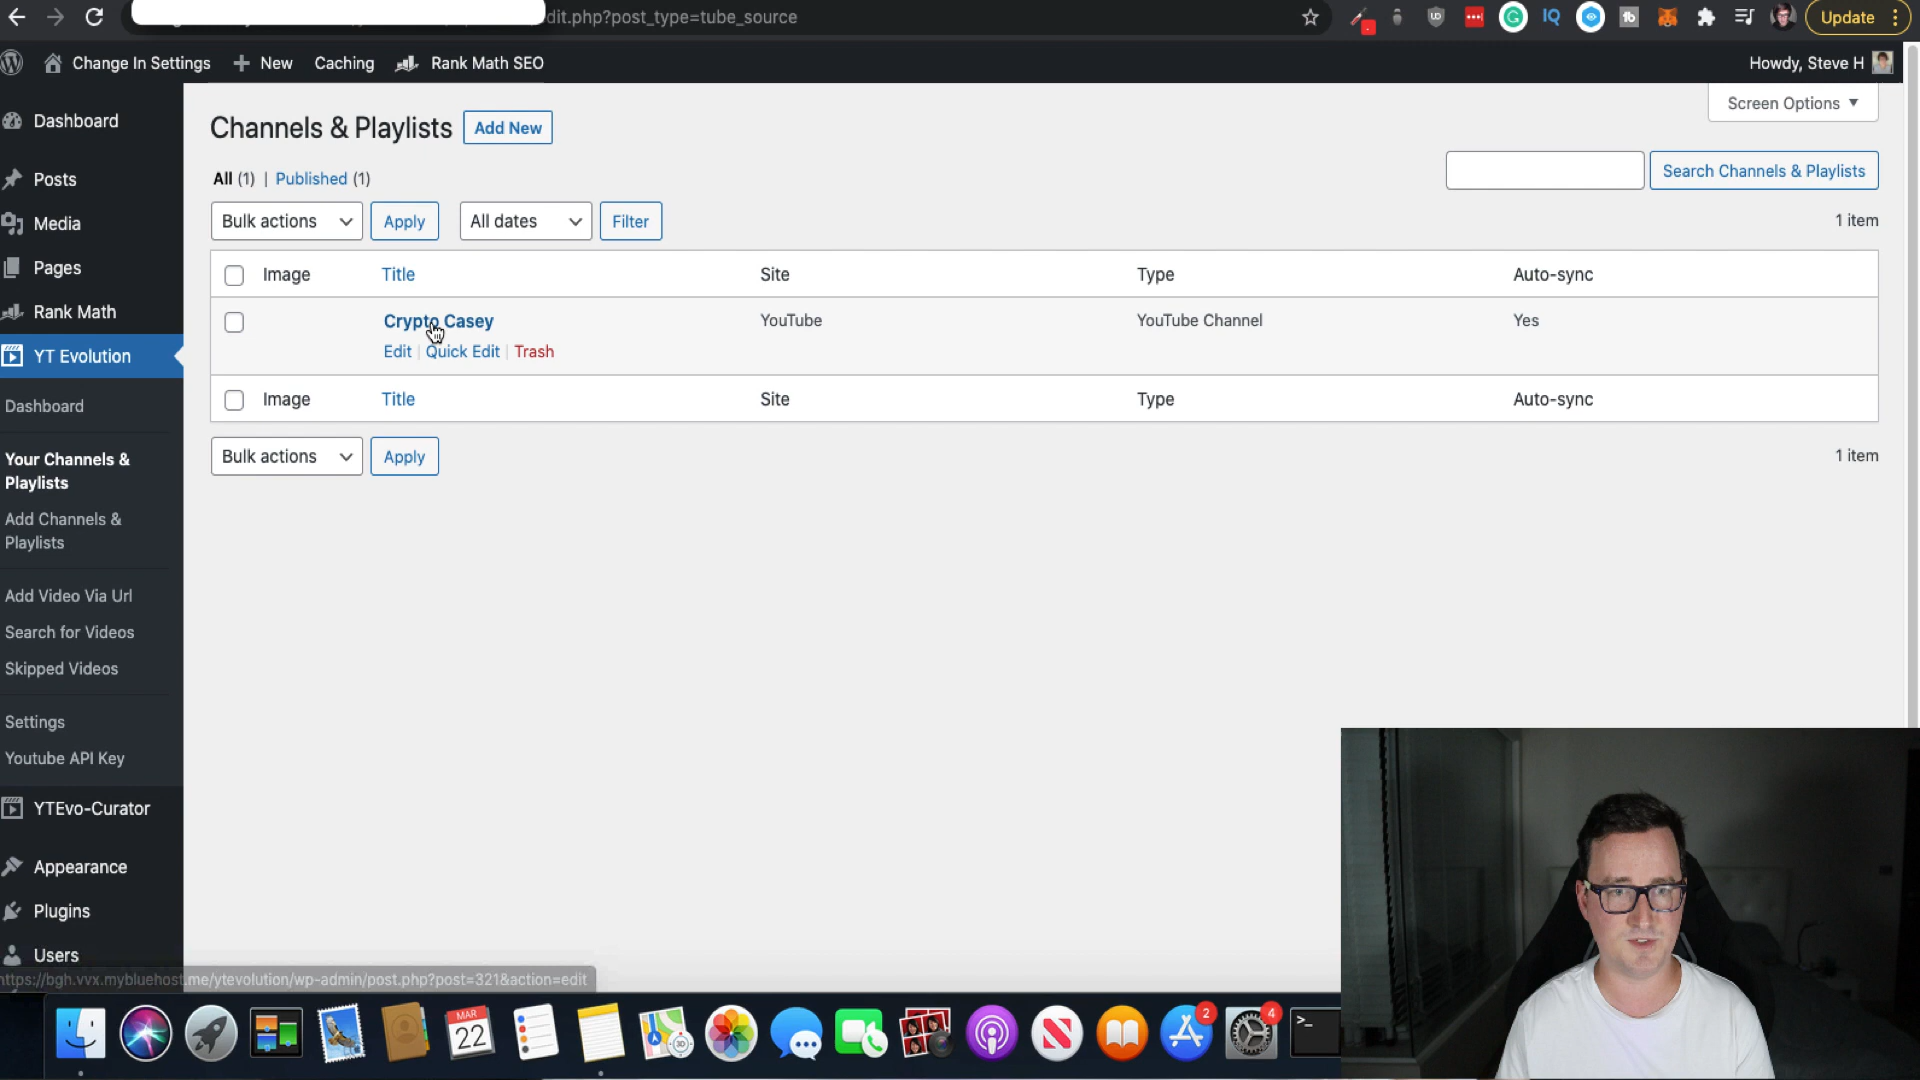 dit.php?post_type=tube_source
Update
Change In Settings
New
Caching
Rank Math SEO
Howdy, Steve H
Dashboard
Posts
Media
Pages
Rank Math
YT Evolution
Dashboard
Your Channels &
Playlists
Add Channels &
Playlists
Add Video Via Url
Search for Videos
Skipped Videos
Settings
Youtube API Key
YTEvo-Curator
Appearance
Plugins
Users
Screen Options
Channels & Playlists
Add New
All (1) | Published (1)
Search Channels & Playlists
Bulk actions
Apply
All dates
Filter
1 item
Image Title Site Type Auto-sync
Crypto Casey YouTube YouTube Channel Yes
Edit | Quick Edit | Trash
Image Title Site Type Auto-sync
Bulk actions
Apply
1 item
https://bgh.vvx.mybluehost.me/ytevolution/wp-admin/post.php?post=321&action=edit
MAR
22
3D
2
4
>_